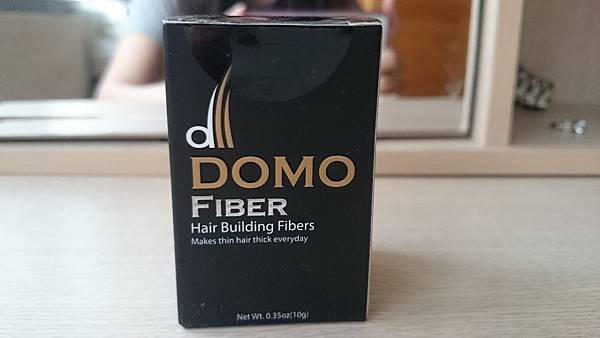 d
DOMO
FIBER
Hair Building Fibers
Makes thin hair thick everyday
Net Wt. 0.35oz(10g)